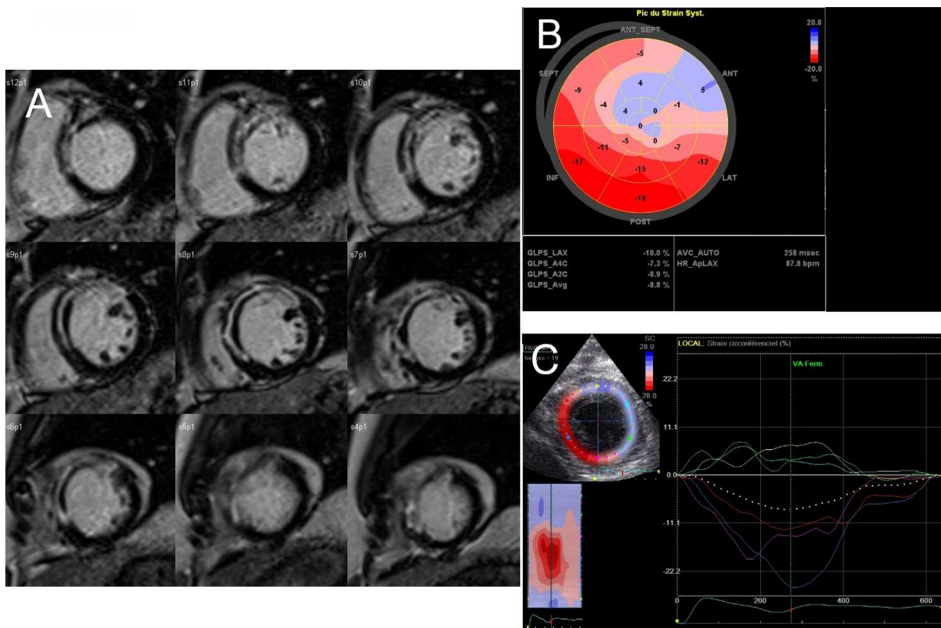 A
s12p1
s11p1
s10p1
s9p1
s8p1
s7p1
s6p1
s5p1
s4p1
B
Pic du Strain Syst.
ANT_SEPT
20.0
-20.0
%
SEPT
ANT
INF
LAT
POST
-5
5
-9
4
-1
-4
4
0
0
-5
0
-11
-7
-12
-17
-15
-18
GLPS_LAX -10.0 %
GLPS_A4C -7.3 %
GLPS_A2C -8.9 %
GLPS_Avg -8.8 %
AVC_AUTO 258 msec
HR_ApLAX 87.8 bpm
C
SC
28.0
28.0
%
LOCAL: Strain circonférenciel (%)
VA Ferm
22.2
11.1
0.0
-11.1
-22.2
0
200
400
600